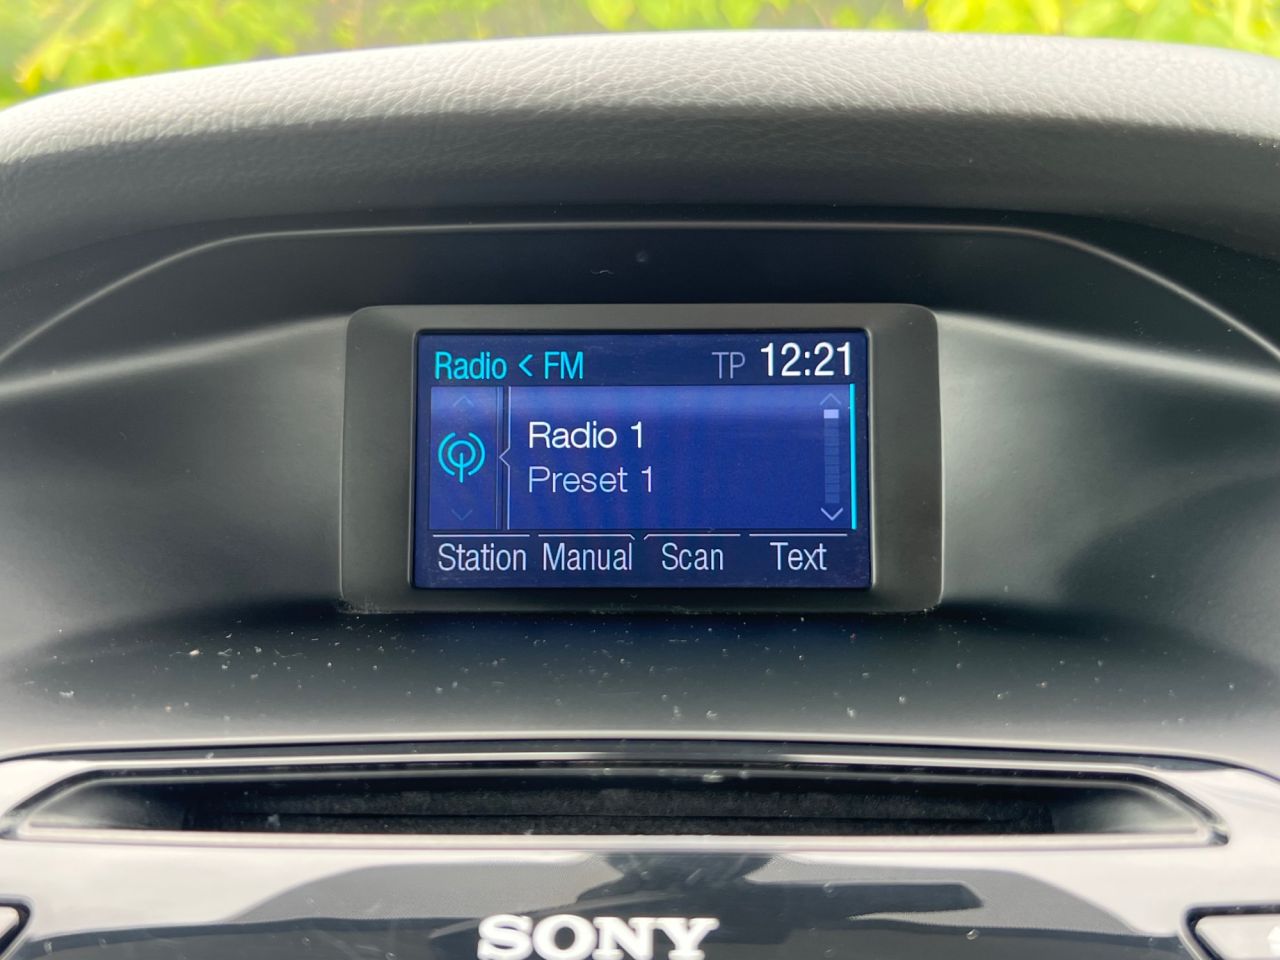 Radio < FM TP 12:21
Radio 1
Preset 1
Station Manual Scan Text
SONY